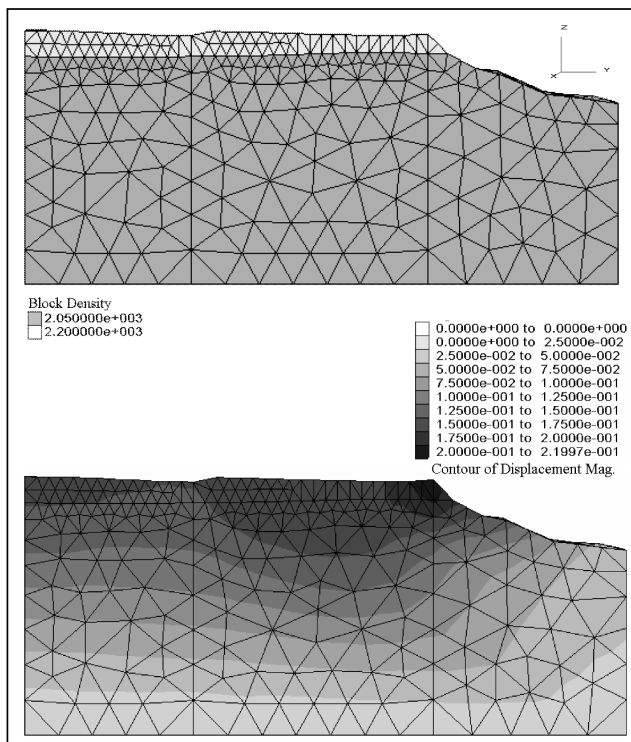 Z
X
Y
Block Density
2.050000e+003
2.200000e+003
0.0000e+000 to 0.0000e+000
0.0000e+000 to 2.5000e-002
2.5000e-002 to 5.0000e-002
5.0000e-002 to 7.5000e-002
7.5000e-002 to 1.0000e-001
1.0000e-001 to 1.2500e-001
1.2500e-001 to 1.5000e-001
1.5000e-001 to 1.7500e-001
1.7500e-001 to 2.0000e-001
2.0000e-001 to 2.1997e-001
Contour of Displacement Mag.